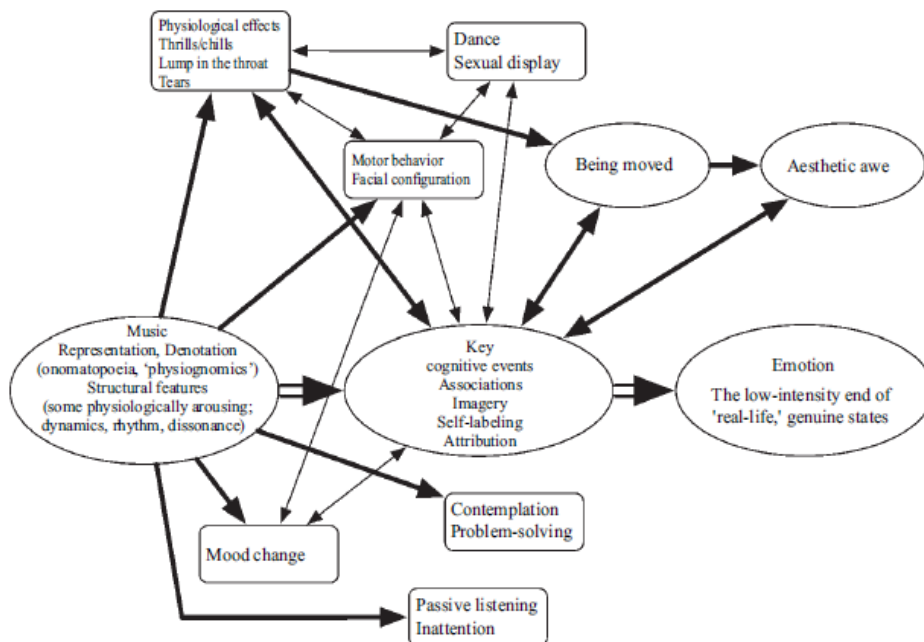 Physiological effects
Thrills/chills
Lump in the throat
Tears
Dance
Sexual display
Motor behavior
Facial configuration
Being moved
Aesthetic awe
Music
Representation, Denotation
(onomatopoeia, ‘physiognomics’)
Structural features
(some physiologically arousing;
dynamics, rhythm, dissonance)
Key
cognitive events
Associations
Imagery
Self-labeling
Attribution
Emotion
The low-intensity end of
'real-life,' genuine states
Contemplation
Problem-solving
Mood change
Passive listening
Inattention